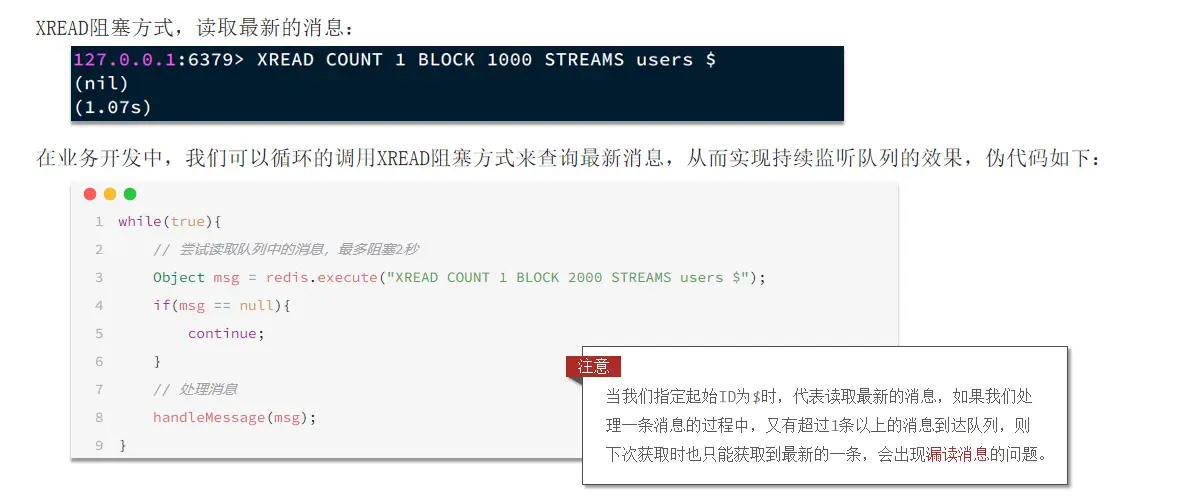 XREAD阻塞方式，读取最新的消息：
127.0.0.1:6379> XREAD COUNT 1 BLOCK 1000 STREAMS users $
(nil)
(1.07s)
在业务开发中，我们可以循环的调用XREAD阻塞方式来查询最新消息，从而实现持续监听队列的效果，伪代码如下：
1 while(true){
2 // 尝试读取队列中的消息，最多阻塞2秒
3 Object msg = redis.execute("XREAD COUNT 1 BLOCK 2000 STREAMS users $");
4 if(msg == null){
5 continue;
6 }
7 // 处理消息
8 handleMessage(msg);
9 }
注意
当我们指定起始ID为$时，代表读取最新的消息，如果我们处
理一条消息的过程中，又有超过1条以上的消息到达队列，则
下次获取时也只能获取到最新的一条，会出现漏读消息的问题。